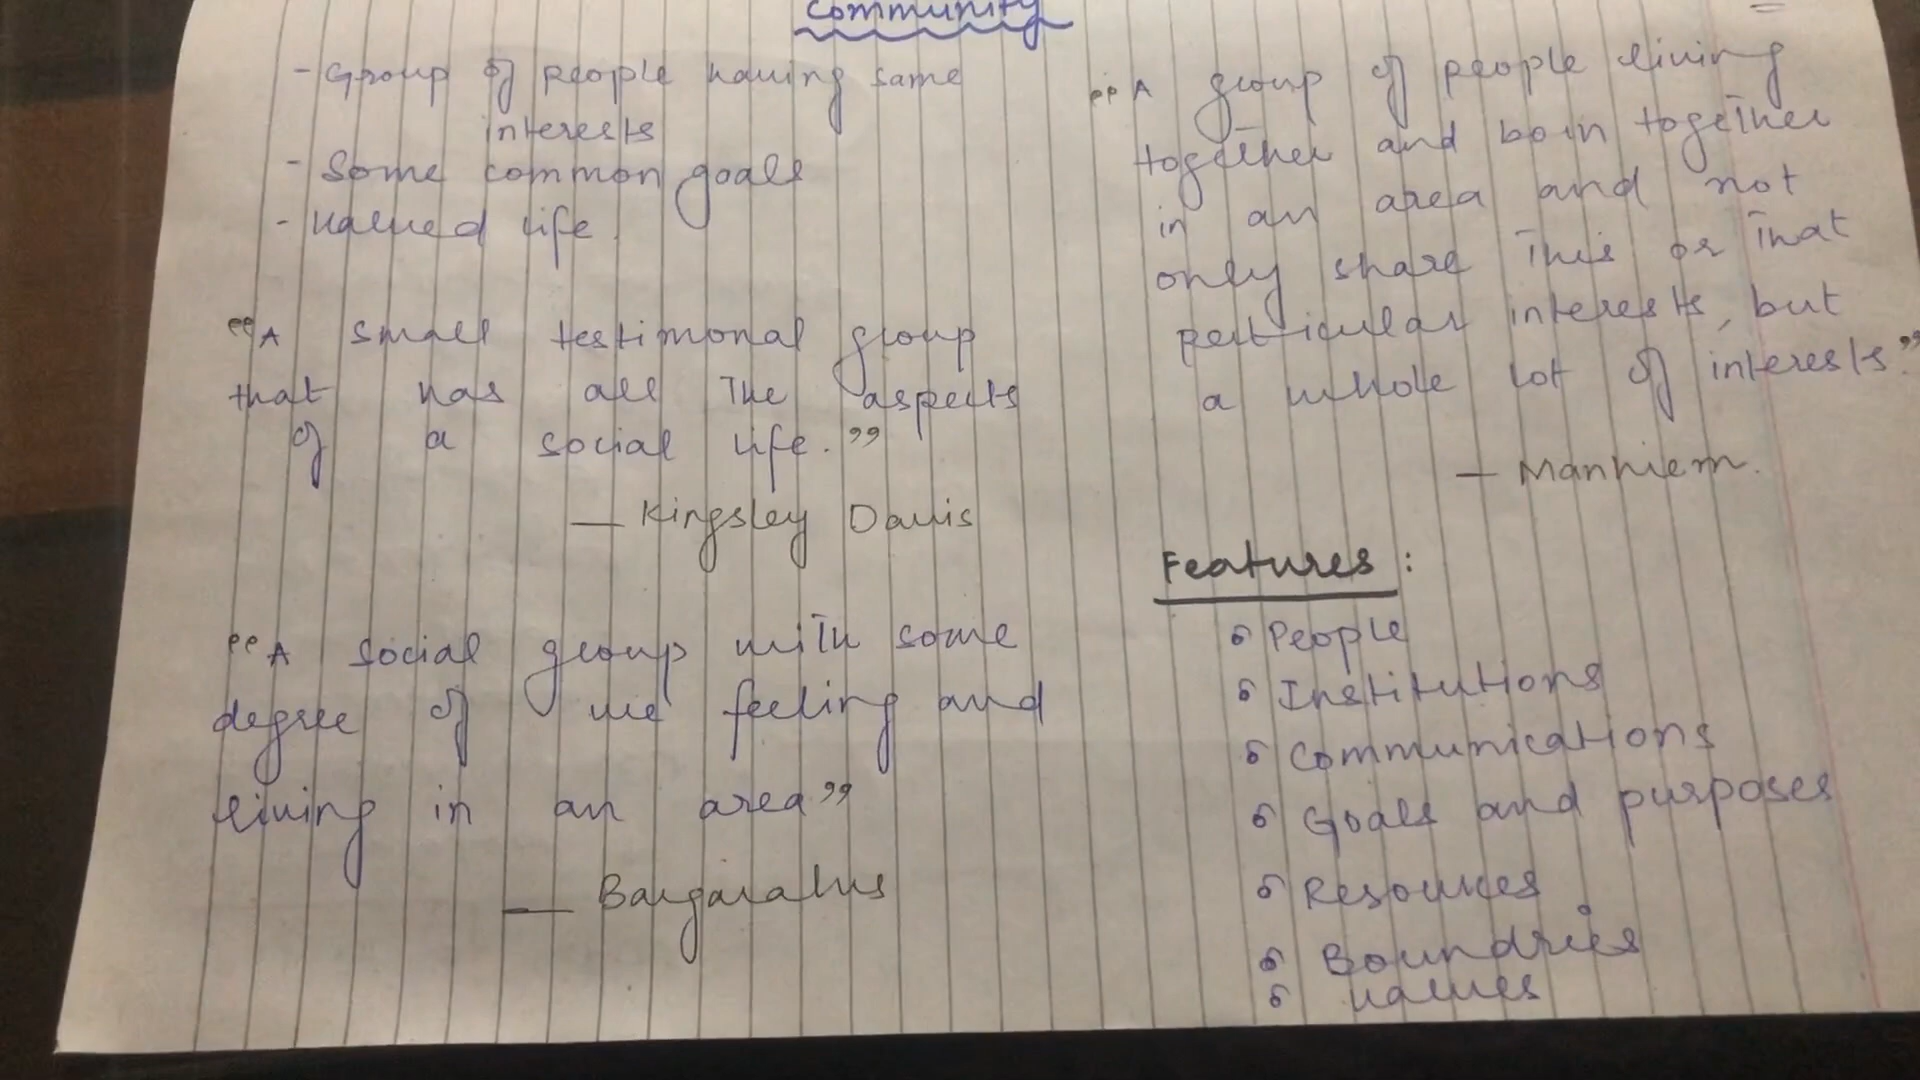 Community
- Group of people having same
interests
- Some common goals
- Valued life.
"A small testimonal group
that has all the aspects
of a social life."
— Kingsley Davis
"A social group with some
degree of we feeling and
living in an area"
— Bargaratus
"A group of people living
together and boin together
in an area and not
only share this or that
perticular interests, but
a whole lot of interests."
— Manhiem.
Features :
People
Institutions
Communications
Goals and purposes
Resources
Boundries
Values